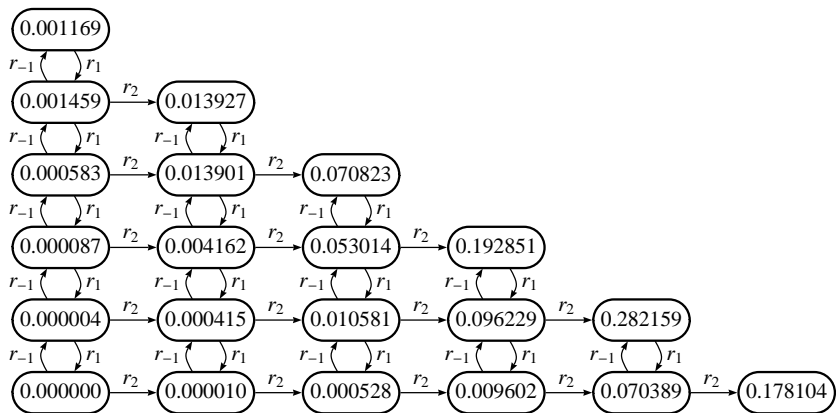 0.001169
r₋₁ r₁
0.001459 r₂ 0.013927
r₋₁ r₁ r₋₁ r₁
0.000583 r₂ 0.013901 r₂ 0.070823
r₋₁ r₁ r₋₁ r₁ r₋₁ r₁
0.000087 r₂ 0.004162 r₂ 0.053014 r₂ 0.192851
r₋₁ r₁ r₋₁ r₁ r₋₁ r₁ r₋₁ r₁
0.000004 r₂ 0.000415 r₂ 0.010581 r₂ 0.096229 r₂ 0.282159
r₋₁ r₁ r₋₁ r₁ r₋₁ r₁ r₋₁ r₁ r₋₁ r₁
0.000000 r₂ 0.000010 r₂ 0.000528 r₂ 0.009602 r₂ 0.070389 r₂ 0.178104